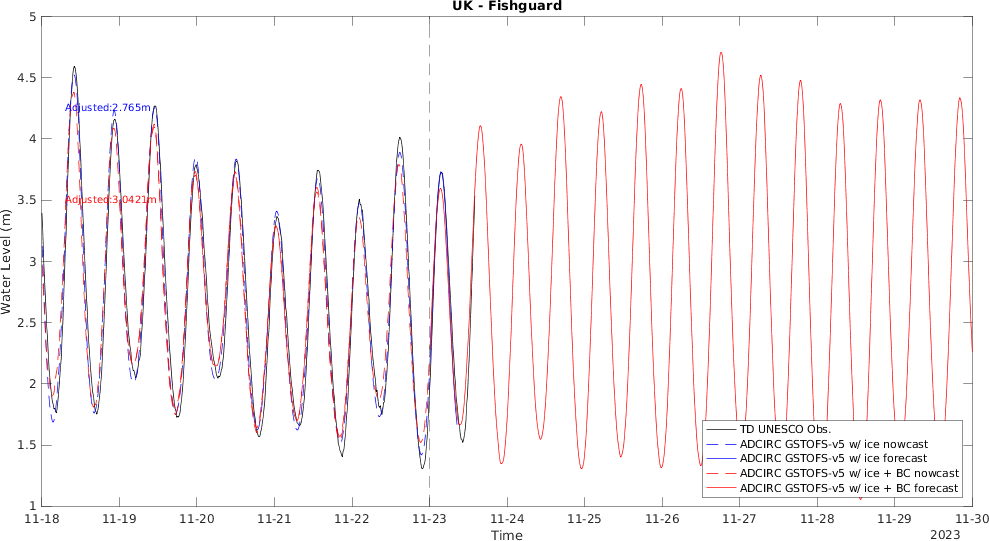 UK - Fishguard
5
4.5
4
3.5
3
2.5
2
1.5
1
Water Level (m)
Adjusted:2.765m
Adjusted:3.0421m
TD UNESCO Obs.
ADCIRC GSTOFS-v5 w/ ice nowcast
ADCIRC GSTOFS-v5 w/ ice forecast
ADCIRC GSTOFS-v5 w/ ice + BC nowcast
ADCIRC GSTOFS-v5 w/ ice + BC forecast
11-18 11-19 11-20 11-21 11-22 11-23 11-24 11-25 11-26 11-27 11-28 11-29 11-30
Time
2023